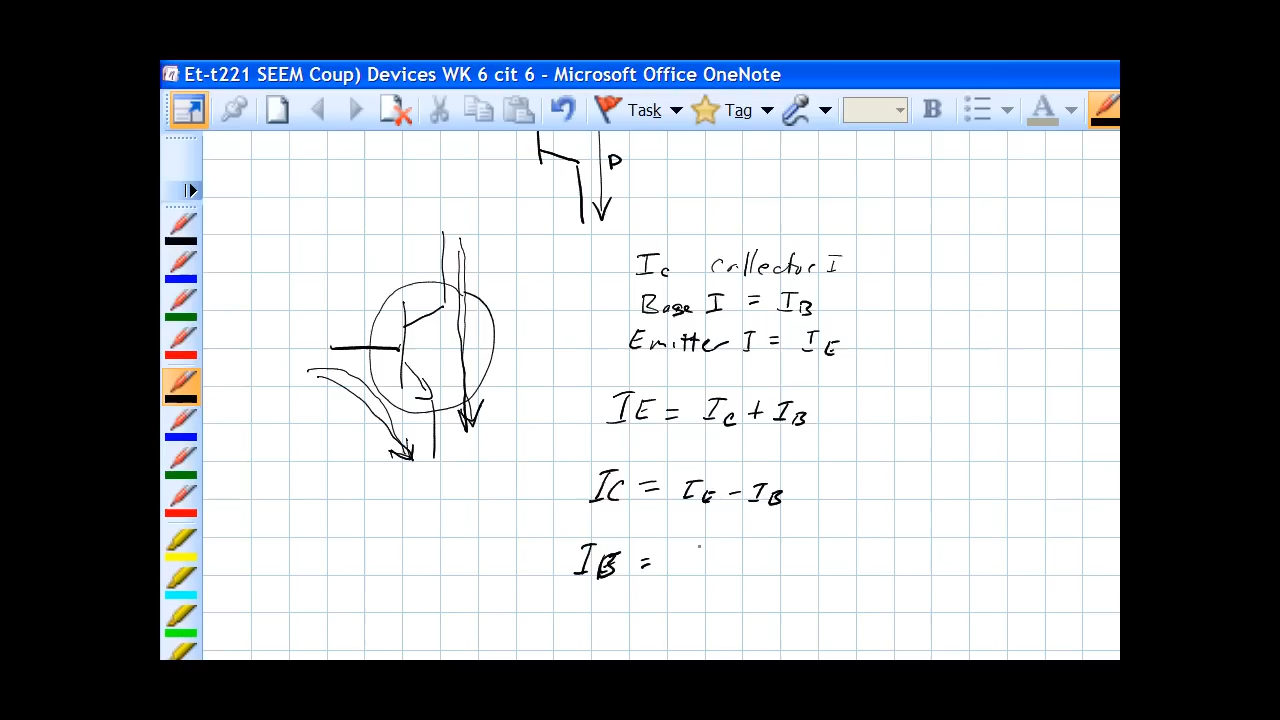 Et-t221 SEEM Coup) Devices WK 6 cit 6 - Microsoft Office OneNote
Task Tag B A
P
Ic collector I
Base I = IB
Emitter I = IE
IE = IC + IB
IC = IE - IB
IB =